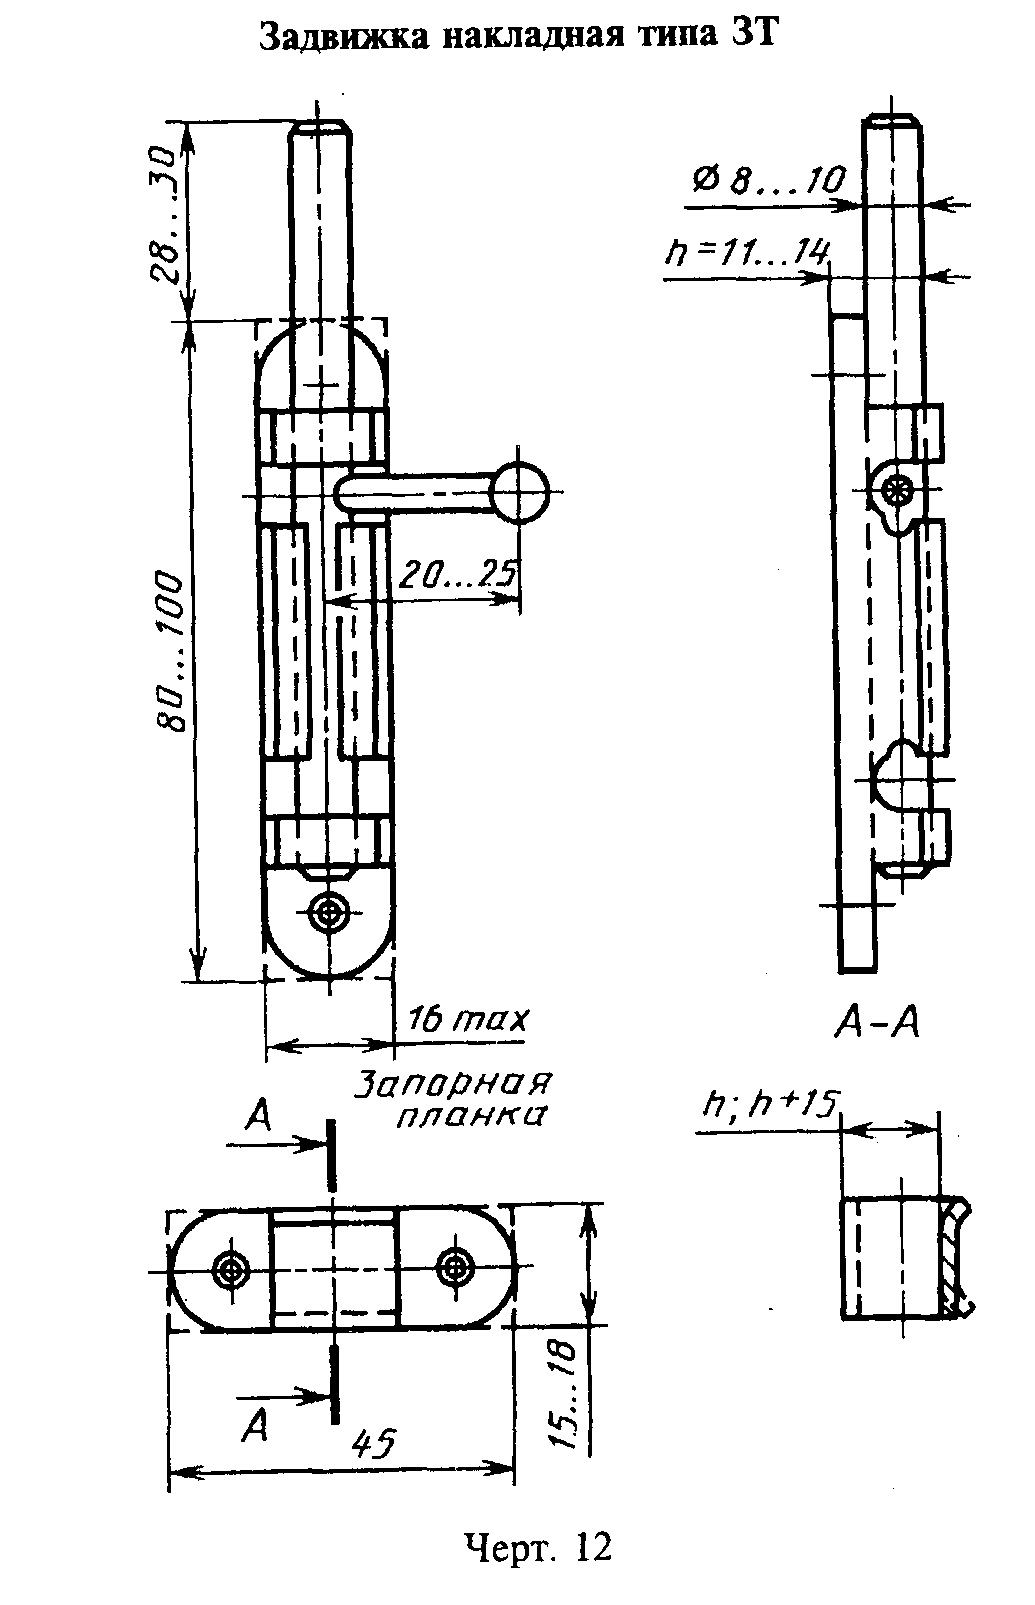 Задвижка накладная типа ЗТ
28...30
⌀ 8...10
h=11...14
20...25
80...100
16 max
А-А
Запорная
планка
А
h; h+15
15...18
А
45
Черт. 12